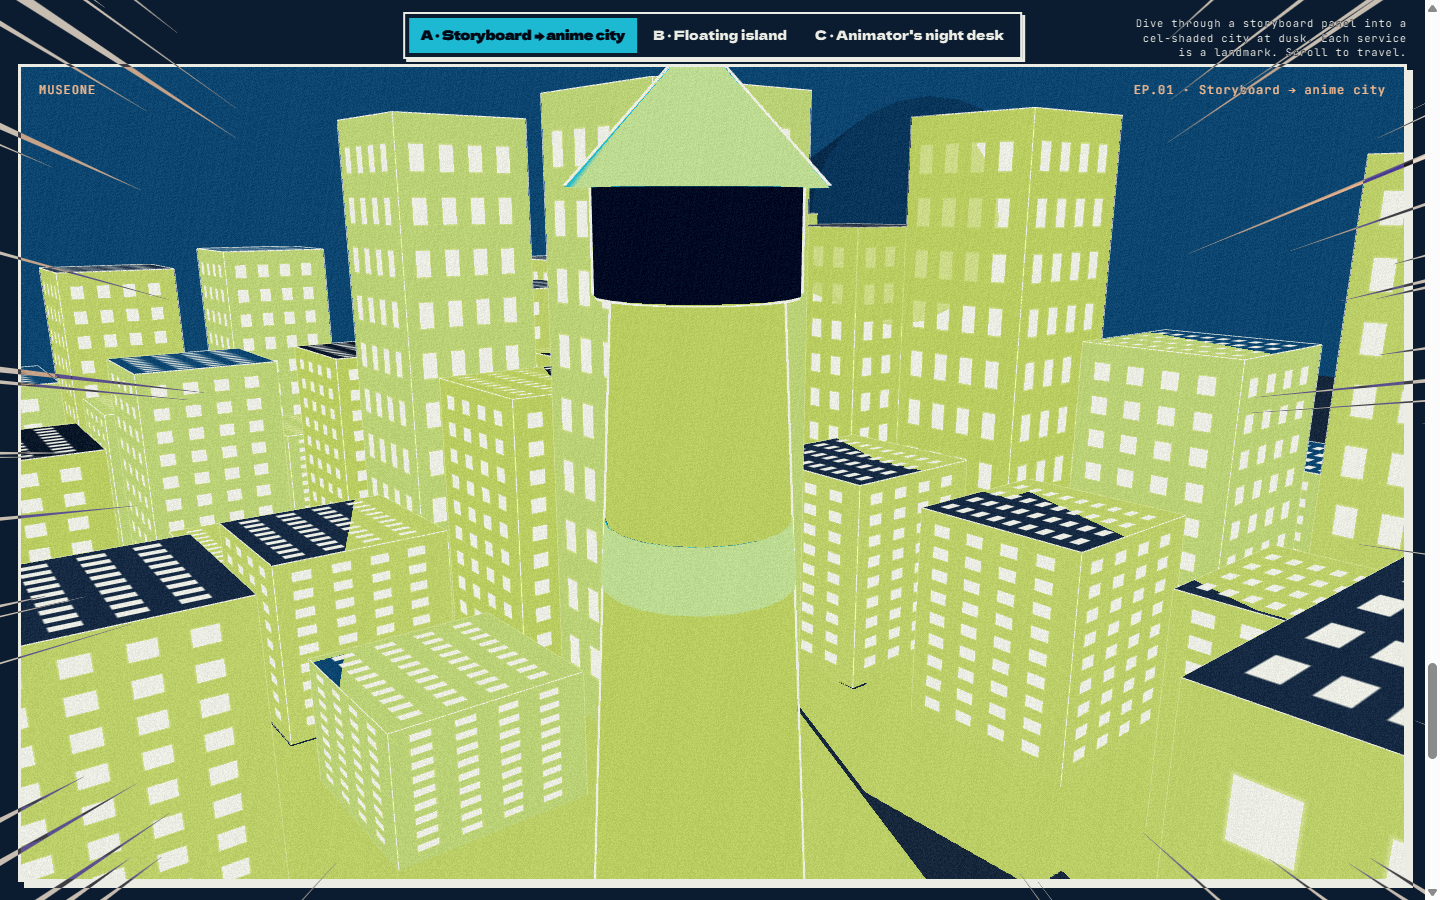 A · Storyboard → anime city
B · Floating island
C · Animator's night desk
Dive through a storyboard panel into a
cel-shaded city at dusk. Each service
is a landmark. Scroll to travel.
MUSEONE
EP.01 · Storyboard → anime city